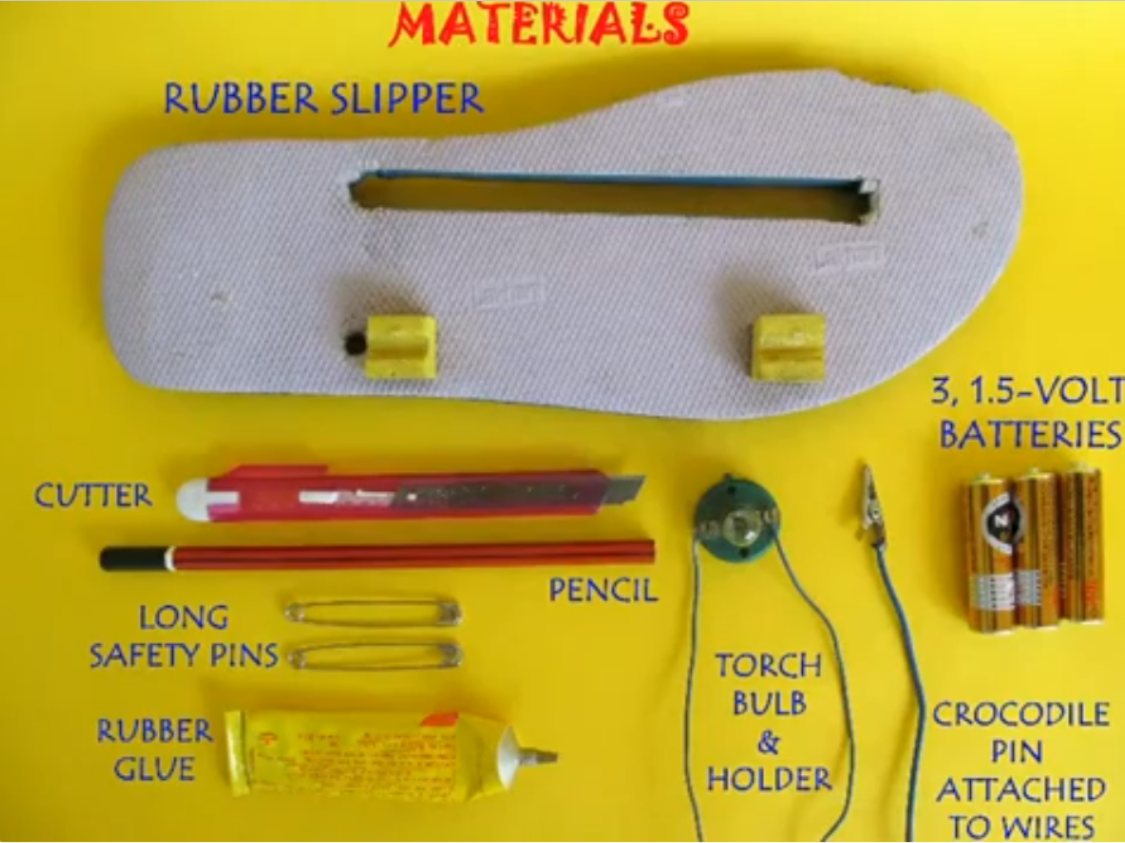 MATERIALS
RUBBER SLIPPER
3, 1.5-VOLT
BATTERIES
CUTTER
PENCIL
LONG
SAFETY PINS
RUBBER
GLUE
TORCH
BULB
&
HOLDER
CROCODILE
PIN
ATTACHED
TO WIRES
N